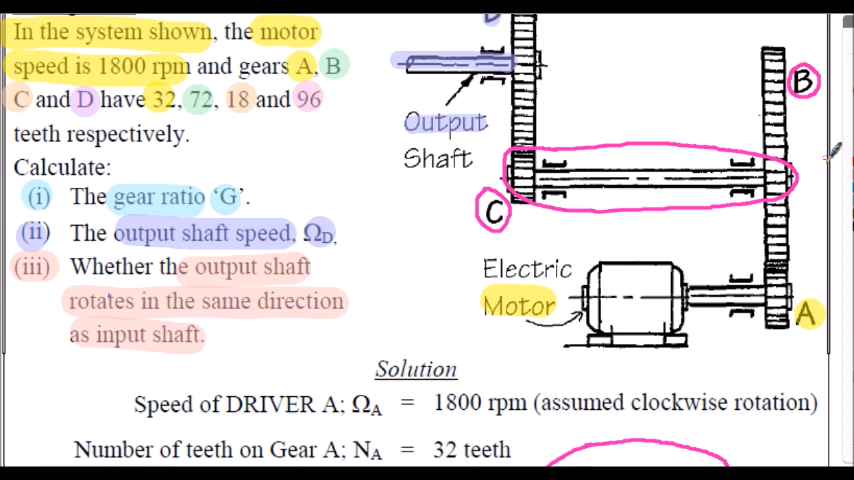 In the system shown, the motor
speed is 1800 rpm and gears A, B
C and D have 32, 72, 18 and 96
teeth respectively.
Calculate:
(i) The gear ratio ‘G’.
(ii) The output shaft speed, ΩD,
(iii) Whether the output shaft
rotates in the same direction
as input shaft.
D
B
Output
Shaft
C
Electric
Motor
A
Solution
Speed of DRIVER A; ΩA = 1800 rpm (assumed clockwise rotation)
Number of teeth on Gear A; NA = 32 teeth